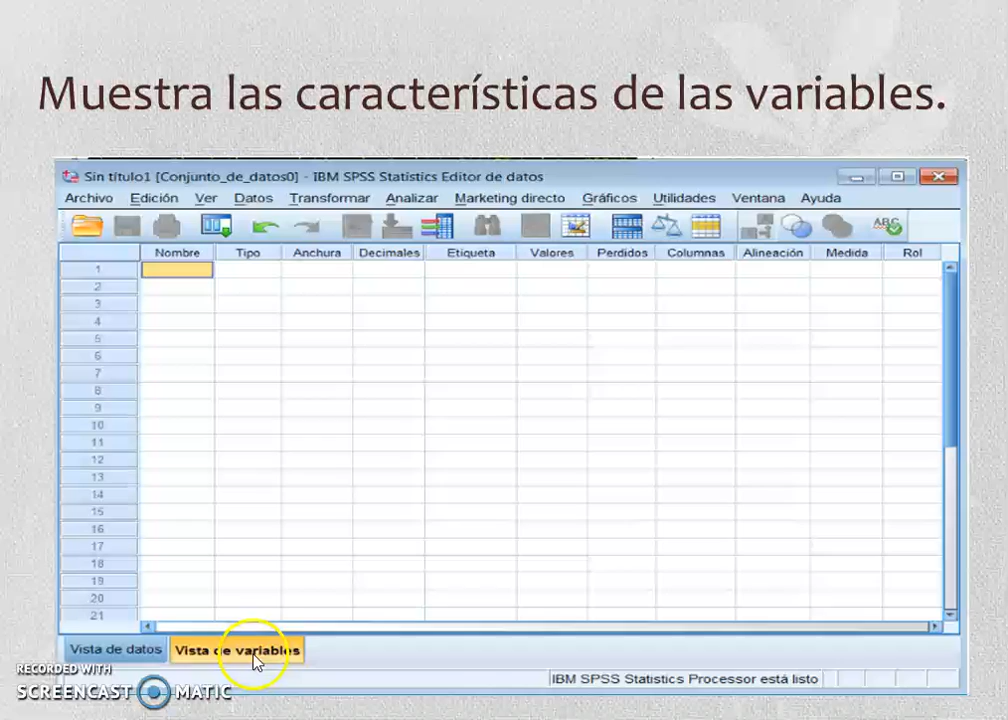 Muestra las características de las variables.
Sin título1 [Conjunto_de_datos0] - IBM SPSS Statistics Editor de datos
Archivo Edición Ver Datos Transformar Analizar Marketing directo Gráficos Utilidades Ventana Ayuda
ABC
Nombre Tipo Anchura Decimales Etiqueta Valores Perdidos Columnas Alineación Medida Rol
1
2
3
4
5
6
7
8
9
10
11
12
13
14
15
16
17
18
19
20
21
Vista de datos Vista de variables
IBM SPSS Statistics Processor está listo
RECORDED WITH
SCREENCAST MATIC